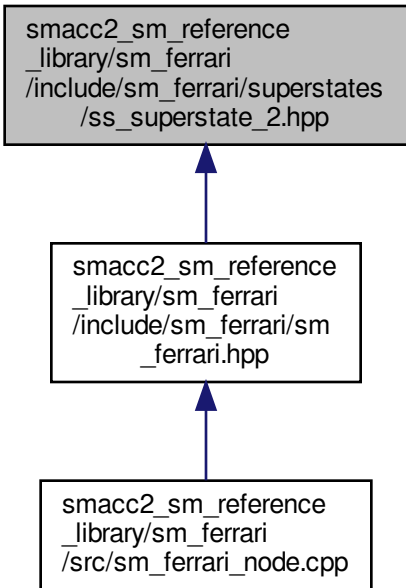 smacc2_sm_reference
_library/sm_ferrari
/include/sm_ferrari/superstates
/ss_superstate_2.hpp
smacc2_sm_reference
_library/sm_ferrari
/include/sm_ferrari/sm
_ferrari.hpp
smacc2_sm_reference
_library/sm_ferrari
/src/sm_ferrari_node.cpp